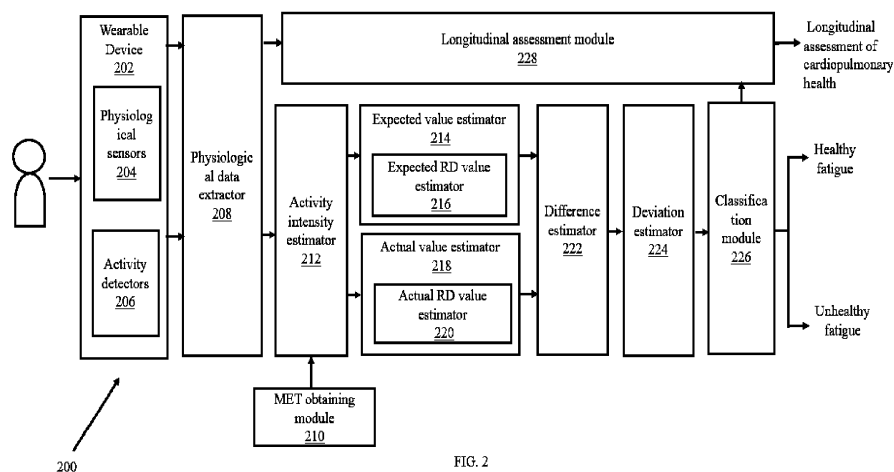 Wearable
Device
202
Physiolog
ical
sensors
204
Activity
detectors
206
Physiologic
al data
extractor
208
Longitudinal assessment module
228
Longitudinal
assessment of
cardiopulmonary
health
Activity
intensity
estimator
212
Expected value estimator
214
Expected RD value
estimator
216
Actual value estimator
218
Actual RD value
estimator
220
Difference
estimator
222
Deviation
estimator
224
Classifica
tion
module
226
Healthy
fatigue
Unhealthy
fatigue
MET obtaining
module
210
200
FIG. 2